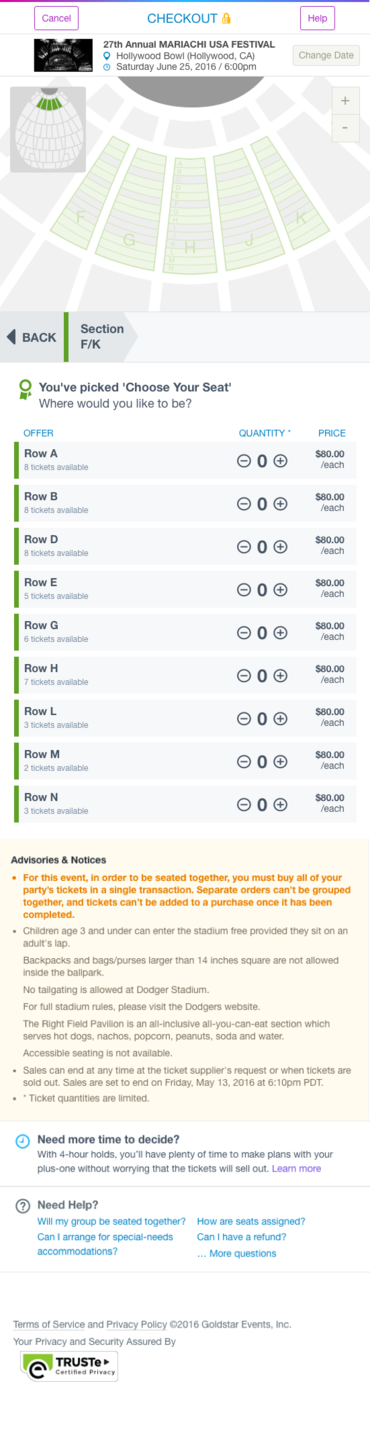 Cancel
CHECKOUT
Help
27th Annual MARIACHI USA FESTIVAL
Hollywood Bowl (Hollywood, CA)
Saturday June 25, 2016 / 6:00pm
Change Date
+
-
F
G
H
J
K
BACK
Section
F/K
You've picked 'Choose Your Seat'
Where would you like to be?
OFFER QUANTITY * PRICE
Row A
8 tickets available
0
$80.00
/each
Row B
8 tickets available
0
$80.00
/each
Row D
8 tickets available
0
$80.00
/each
Row E
5 tickets available
0
$80.00
/each
Row G
6 tickets available
0
$80.00
/each
Row H
7 tickets available
0
$80.00
/each
Row L
3 tickets available
0
$80.00
/each
Row M
2 tickets available
0
$80.00
/each
Row N
3 tickets available
0
$80.00
/each
Advisories & Notices
• For this event, in order to be seated together, you must buy all of your
party's tickets in a single transaction. Separate orders can't be grouped
together, and tickets can't be added to a purchase once it has been
completed.
• Children age 3 and under can enter the stadium free provided they sit on an
adult's lap.
Backpacks and bags/purses larger than 14 inches square are not allowed
inside the ballpark.
No tailgating is allowed at Dodger Stadium.
For full stadium rules, please visit the Dodgers website.
The Right Field Pavilion is an all-inclusive all-you-can-eat section which
serves hot dogs, nachos, popcorn, peanuts, soda and water.
Accessible seating is not available.
• Sales can end at any time at the ticket supplier's request or when tickets are
sold out. Sales are set to end on Friday, May 13, 2016 at 6:10pm PDT.
• * Ticket quantities are limited.
Need more time to decide?
With 4-hour holds, you'll have plenty of time to make plans with your
plus-one without worrying that the tickets will sell out. Learn more
Need Help?
Will my group be seated together?
Can I arrange for special-needs
accommodations?
How are seats assigned?
Can I have a refund?
... More questions
Terms of Service and Privacy Policy ©2016 Goldstar Events, Inc.
Your Privacy and Security Assured By
TRUSTe
Certified Privacy